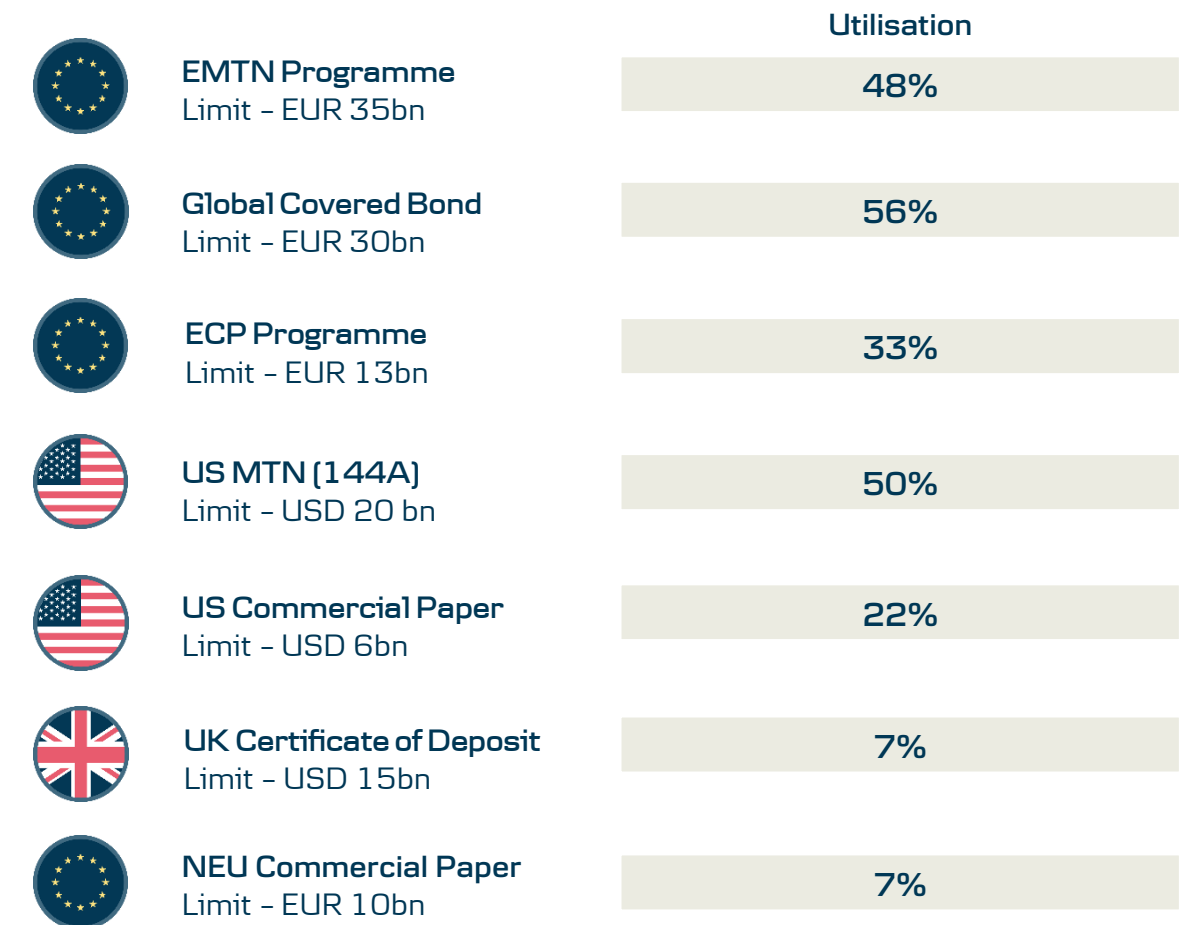 Utilisation
EMTN Programme
Limit – EUR 35bn
48%
Global Covered Bond
Limit – EUR 30bn
56%
ECP Programme
Limit – EUR 13bn
33%
US MTN (144A)
Limit – USD 20 bn
50%
US Commercial Paper
Limit – USD 6bn
22%
UK Certificate of Deposit
Limit – USD 15bn
7%
NEU Commercial Paper
Limit – EUR 10bn
7%